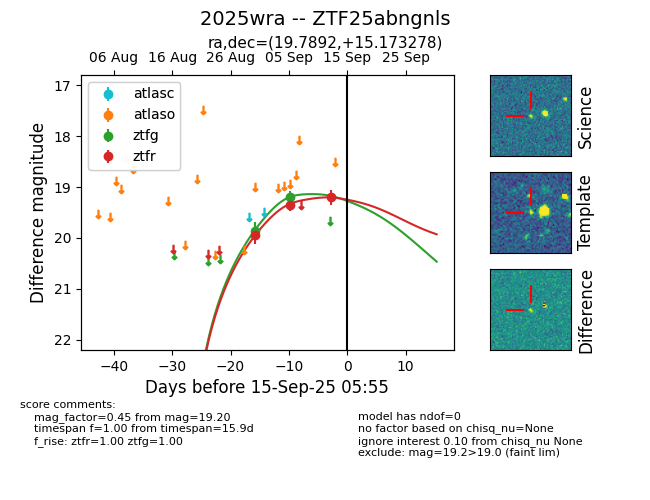 2025wra -- ZTF25abngnls
ra,dec=(19.7892,+15.173278)
06 Aug 16 Aug 26 Aug 05 Sep 15 Sep 25 Sep
17
18
19
20
21
22
Difference magnitude
atlasc
atlaso
ztfg
ztfr
−40 −30 −20 −10 0 10
Days before 15-Sep-25 05:55
Science
Template
Difference
score comments:
mag_factor=0.45 from mag=19.20
timespan f=1.00 from timespan=15.9d
f_rise: ztfr=1.00 ztfg=1.00
model has ndof=0
no factor based on chisq_nu=None
ignore interest 0.10 from chisq_nu None
exclude: mag=19.2>19.0 (faint lim)